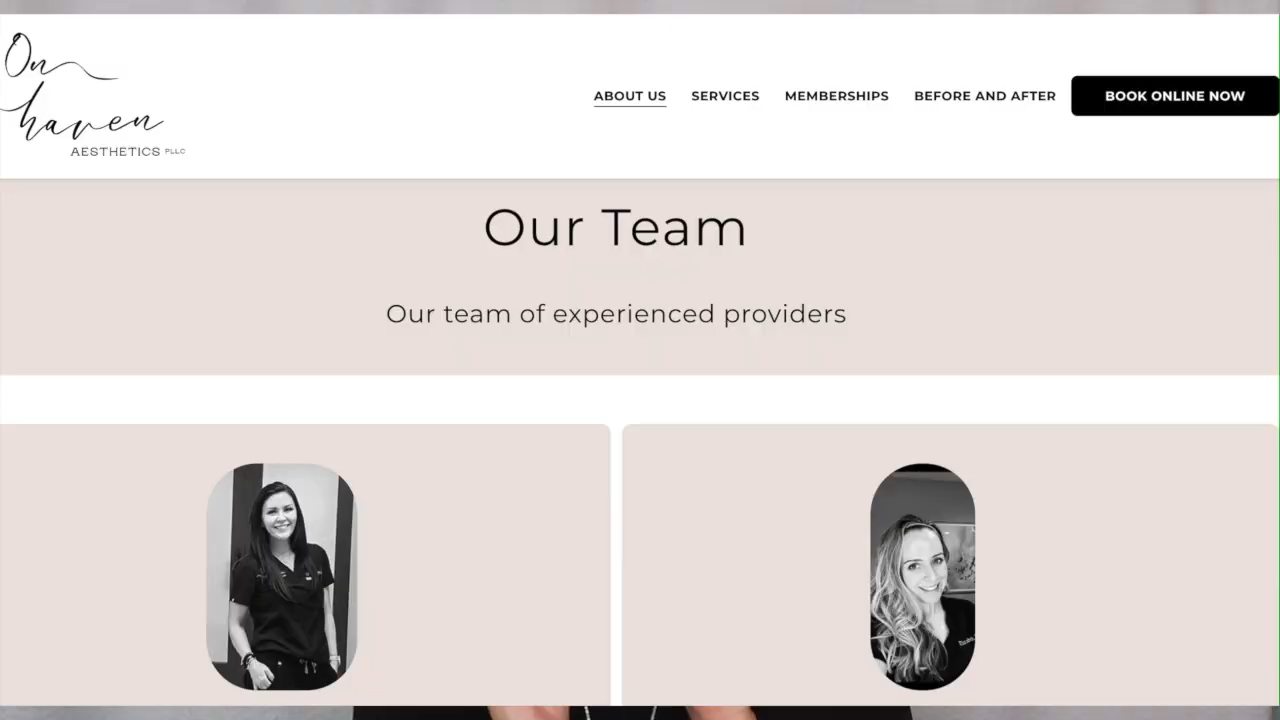 On
haven
AESTHETICS PLLC
ABOUT US
SERVICES
MEMBERSHIPS
BEFORE AND AFTER
BOOK ONLINE NOW
Our Team
Our team of experienced providers